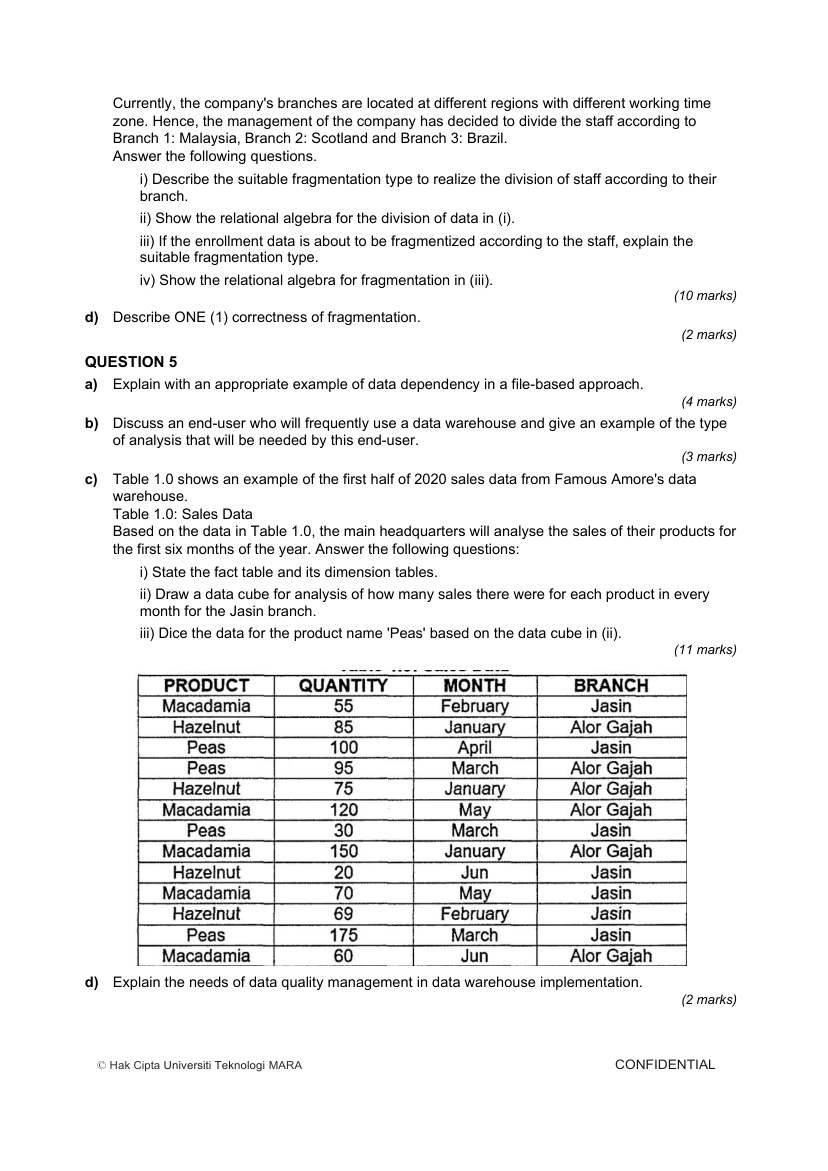 Currently, the company's branches are located at different regions with different working time
zone. Hence, the management of the company has decided to divide the staff according to
Branch 1: Malaysia, Branch 2: Scotland and Branch 3: Brazil.
Answer the following questions.
i) Describe the suitable fragmentation type to realize the division of staff according to their
branch.
ii) Show the relational algebra for the division of data in (i).
iii) If the enrollment data is about to be fragmentized according to the staff, explain the
suitable fragmentation type.
iv) Show the relational algebra for fragmentation in (iii).
(10 marks)
d) Describe ONE (1) correctness of fragmentation.
(2 marks)
QUESTION 5
a) Explain with an appropriate example of data dependency in a file-based approach.
(4 marks)
b) Discuss an end-user who will frequently use a data warehouse and give an example of the type
of analysis that will be needed by this end-user.
(3 marks)
c) Table 1.0 shows an example of the first half of 2020 sales data from Famous Amore's data
warehouse.
Table 1.0: Sales Data
Based on the data in Table 1.0, the main headquarters will analyse the sales of their products for
the first six months of the year. Answer the following questions:
i) State the fact table and its dimension tables.
ii) Draw a data cube for analysis of how many sales there were for each product in every
month for the Jasin branch.
iii) Dice the data for the product name 'Peas' based on the data cube in (ii).
(11 marks)
PRODUCT QUANTITY MONTH BRANCH
Macadamia 55 February Jasin
Hazelnut 85 January Alor Gajah
Peas 100 April Jasin
Peas 95 March Alor Gajah
Hazelnut 75 January Alor Gajah
Macadamia 120 May Alor Gajah
Peas 30 March Jasin
Macadamia 150 January Alor Gajah
Hazelnut 20 Jun Jasin
Macadamia 70 May Jasin
Hazelnut 69 February Jasin
Peas 175 March Jasin
Macadamia 60 Jun Alor Gajah
d) Explain the needs of data quality management in data warehouse implementation.
(2 marks)
© Hak Cipta Universiti Teknologi MARA CONFIDENTIAL